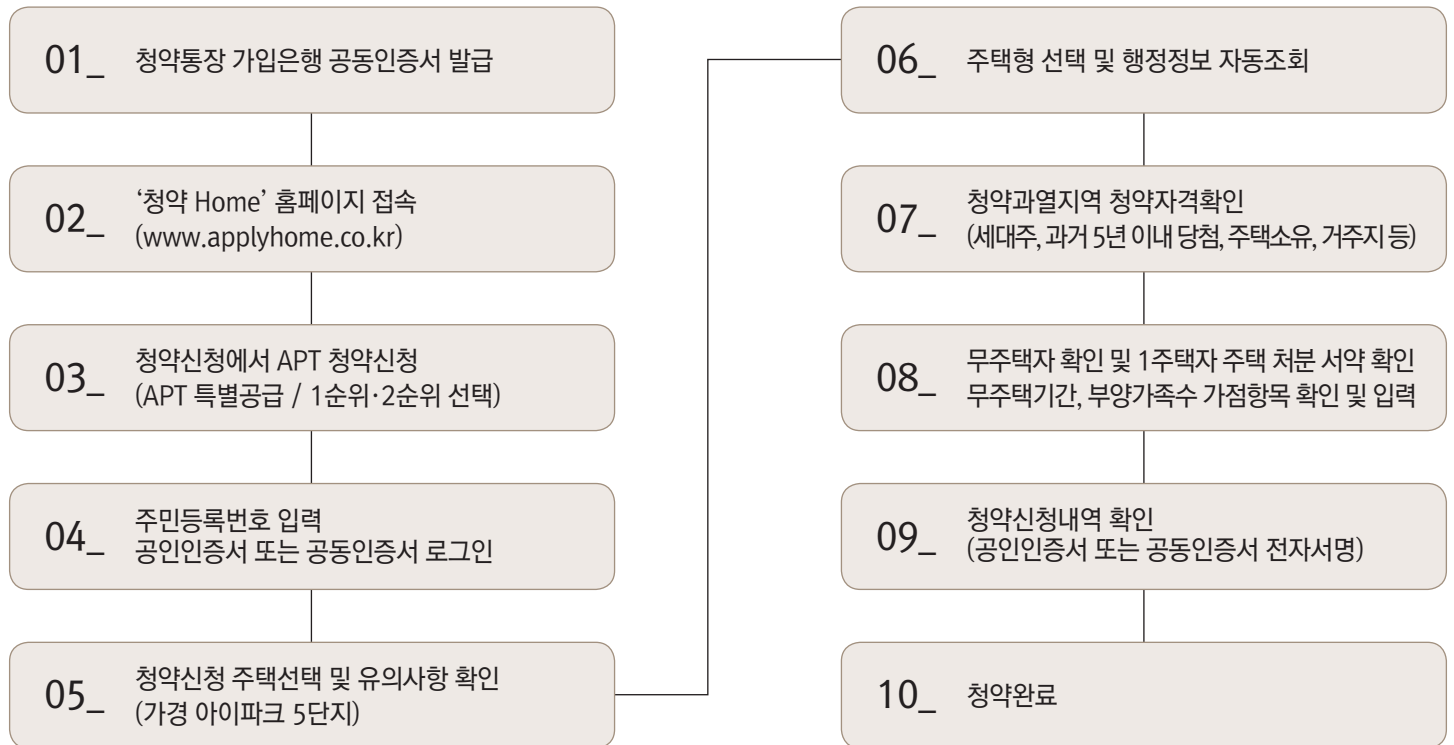 01_ 청약통장 가입은행 공동인증서 발급
02_ ‘청약 Home’ 홈페이지 접속
(www.applyhome.co.kr)
03_ 청약신청에서 APT 청약신청
(APT 특별공급 / 1순위·2순위 선택)
04_ 주민등록번호 입력
공인인증서 또는 공동인증서 로그인
05_ 청약신청 주택선택 및 유의사항 확인
(가경 아이파크 5단지)
06_ 주택형 선택 및 행정정보 자동조회
07_ 청약과열지역 청약자격확인
(세대주, 과거 5년 이내 당첨, 주택소유, 거주지 등)
08_ 무주택자 확인 및 1주택자 주택 처분 서약 확인
무주택기간, 부양가족수 가점항목 확인 및 입력
09_ 청약신청내역 확인
(공인인증서 또는 공동인증서 전자서명)
10_ 청약완료